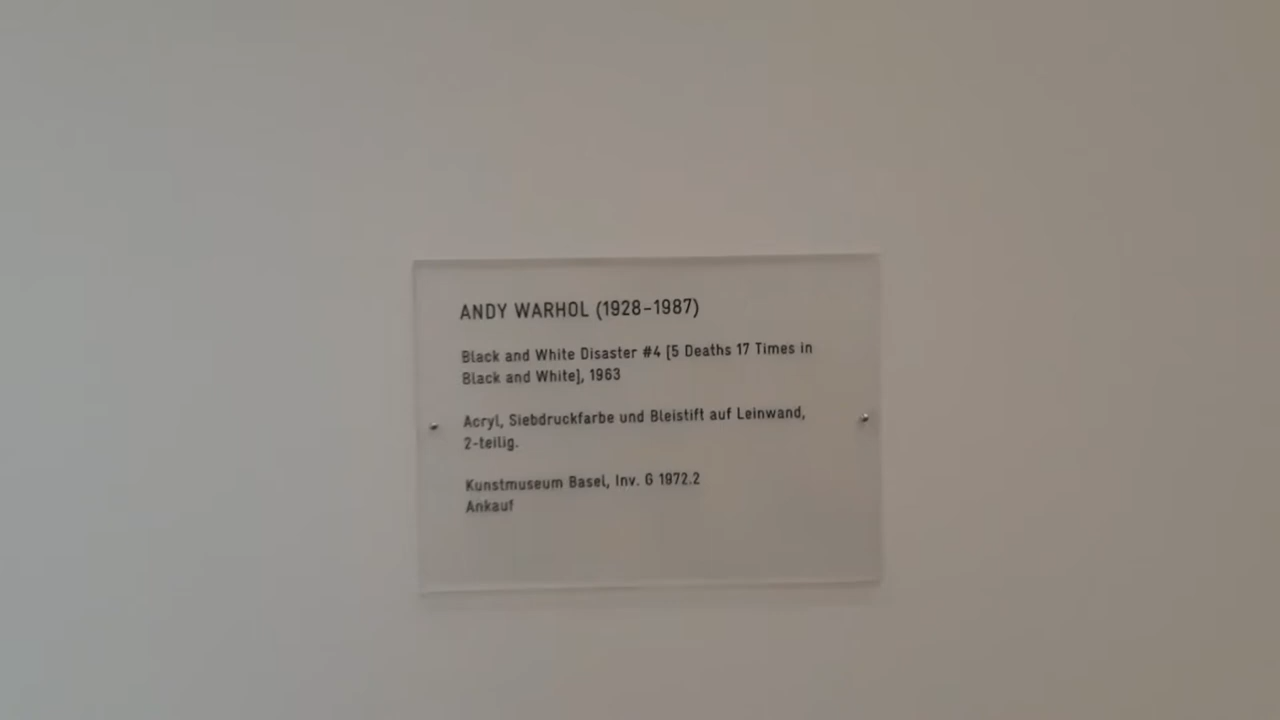 ANDY WARHOL (1928–1987)
Black and White Disaster #4 [5 Deaths 17 Times in
Black and White], 1963
Acryl, Siebdruckfarbe und Bleistift auf Leinwand,
2-teilig.
Kunstmuseum Basel, Inv. G 1972.2
Ankauf